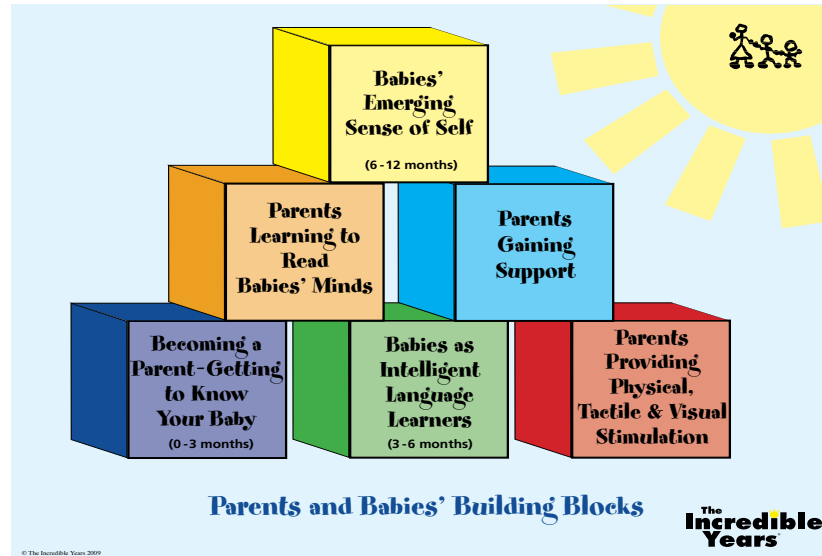 Babies'
Emerging
Sense of Self
(6-12 months)
Parents
Learning to
Read
Babies' Minds
Parents
Gaining
Support
Becoming a
Parent-Getting
to Know
Your Baby
(0-3 months)
Babies as
Intelligent
Language
Learners
(3-6 months)
Parents
Providing
Physical,
Tactile & Visual
Stimulation
Parents and Babies' Building Blocks
The
Incredible
Years®
© The Incredible Years 2009